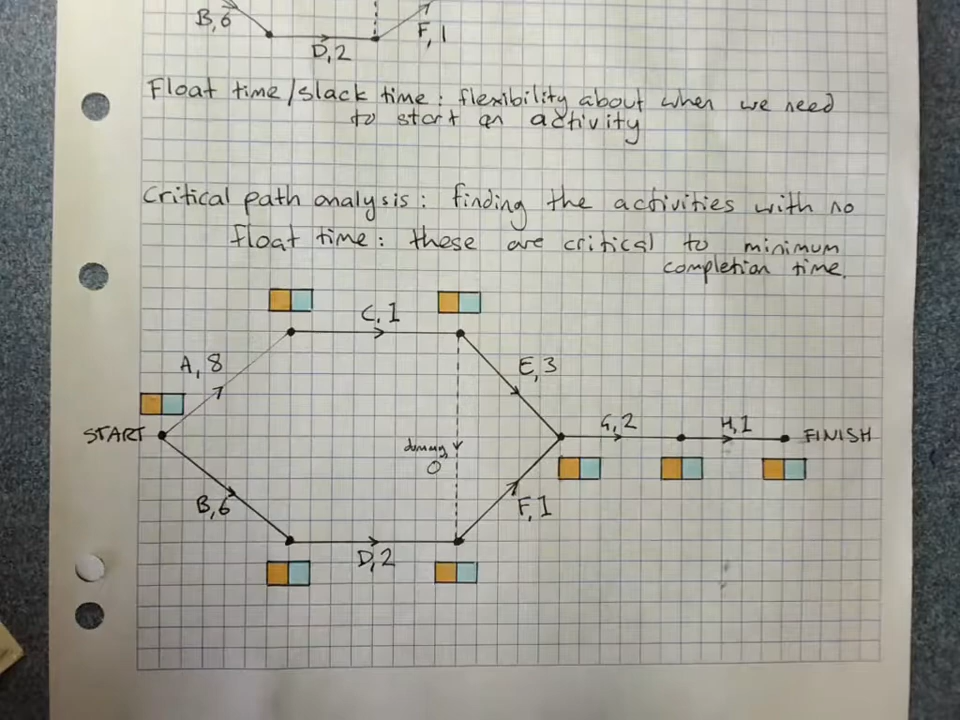 B,6
D,2
F,1
Float time/slack time: flexibility about when we need
to start an activity
Critical path analysis: finding the activities with no
float time: these are critical to minimum
completion time.
C,1
A,8
E,3
START
G,2
H,1
FINISH
dummy,
0
B,6
F,1
D,2